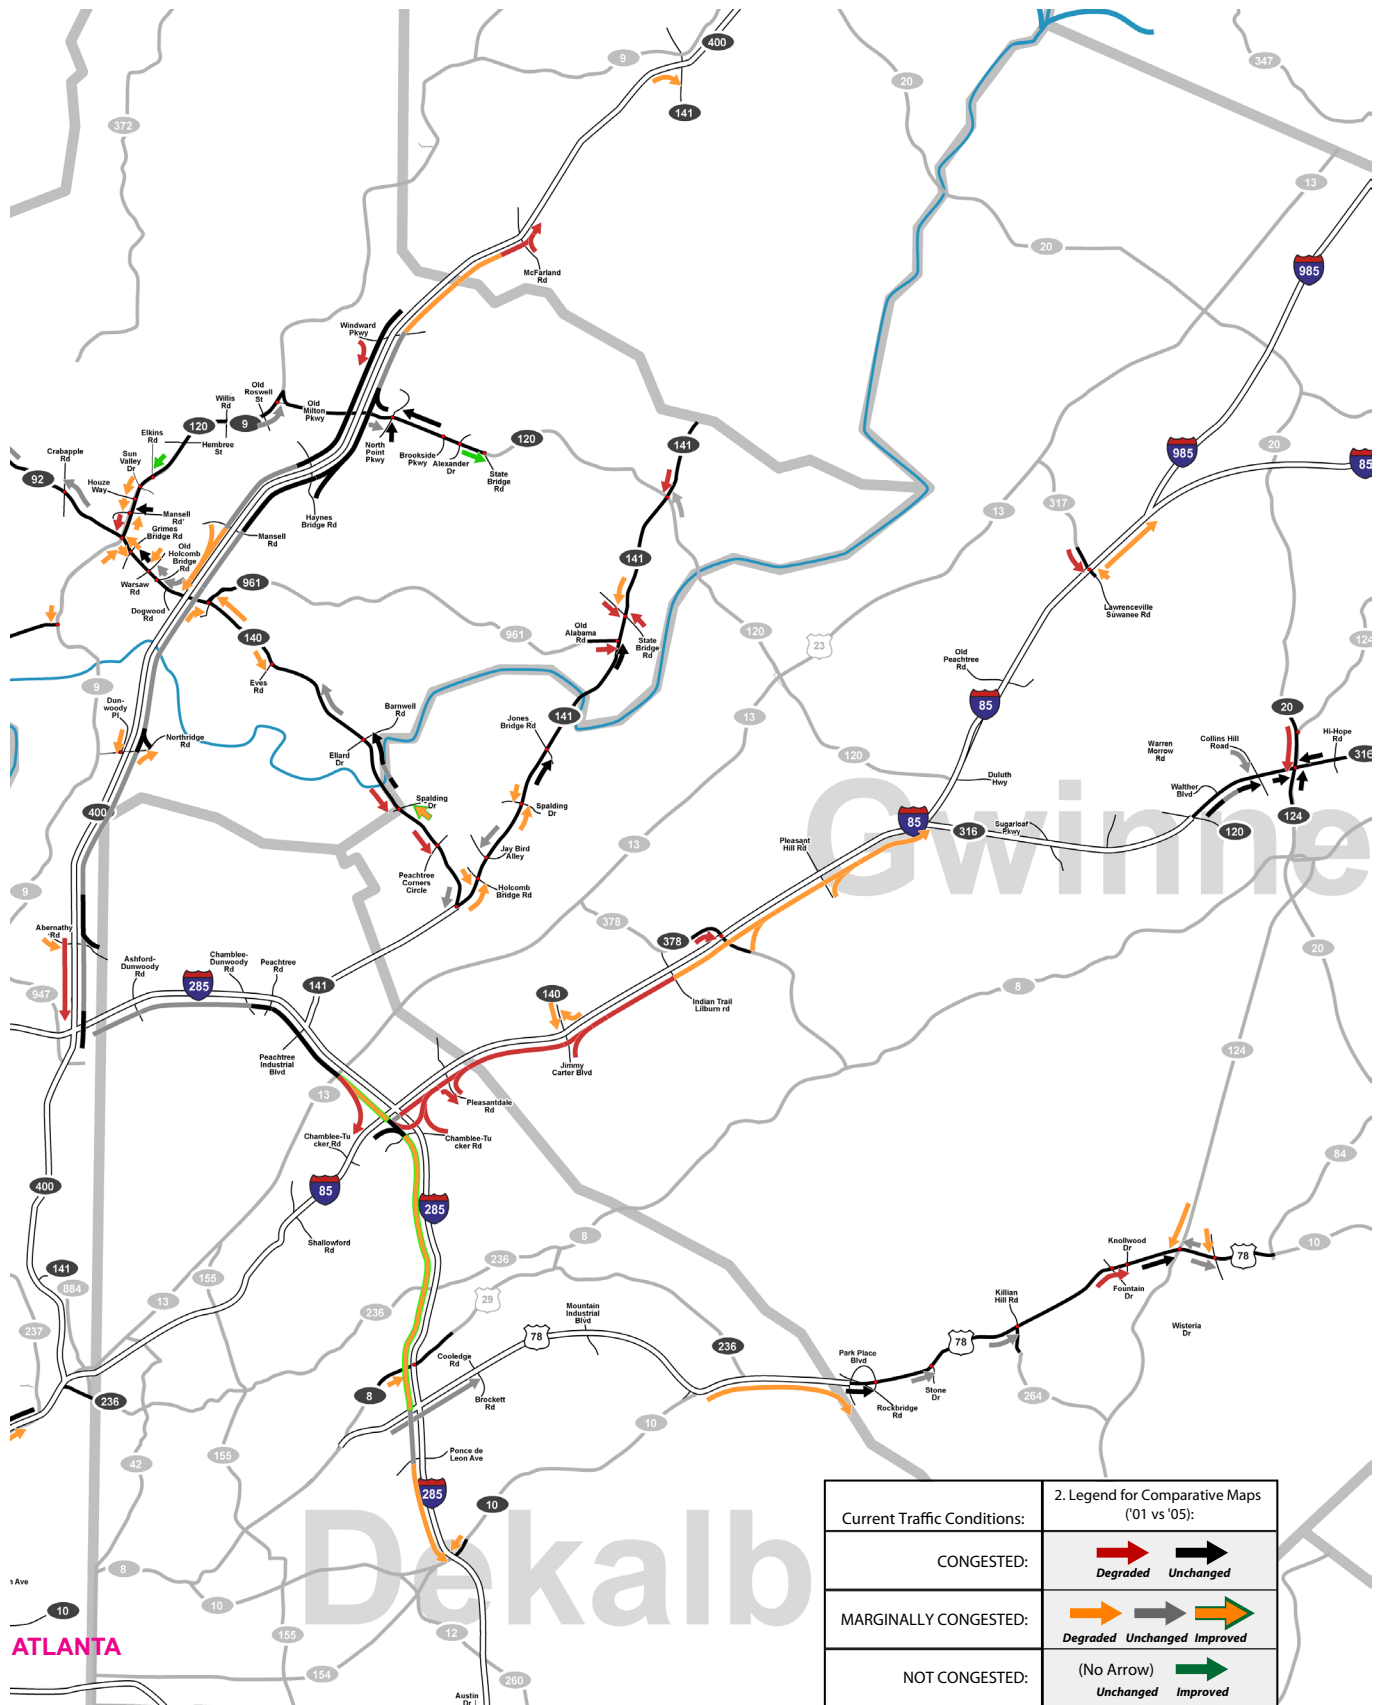 400
9
347
20
372
141
13
20
985
McFarland
Rd
Windward
Pkwy
Old
Roswell
St
Willis
Rd
Old
Milton
Pkwy
120
9
Elkins
Rd
Hembree
St
Crabapple
Rd
Sun
Valley
Dr
North
Point
Pkwy
Brookside
Pkwy
Alexander
Dr
120
State
Bridge
Rd
141
20
985
85
92
Houze
Way
Mansell
Rd'
Grimes
Bridge Rd
Old
Holcomb
Bridge
Rd
Haynes
Bridge Rd
Mansell
Rd
317
13
141
Warsaw
Rd
Dogwood
Rd
961
Lawrenceville
Suwanee Rd
961
Old
Alabama
Rd
State
Bridge
Rd
120
23
124
140
Eves
Rd
Old
Peachtree
Rd
9
Dun-
woody
Pl
Northridge
Rd
Barnwell
Rd
Jones
Bridge Rd
141
13
85
20
Ellard
Dr
120
Warren
Morrow
Rd
Collins Hill
Road
Hi-Hope
Rd
316
Duluth
Hwy
Walther
Blvd
400
Spalding
Dr
Spalding
Dr
85
316
Sugarloaf
Pkwy
120
124
Gwinne
13
Pleasant
Hill Rd
Jay Bird
Alley
Peachtree
Corners
Circle
Holcomb
Bridge Rd
9
378
378
20
Abernathy
Rd
Ashford-
Dunwoody
Rd
Chamblee-
Dunwoody
Rd
Peachtree
Rd
285
141
947
140
Indian Trail
Lilburn rd
8
Peachtree
Industrial
Blvd
Jimmy
Carter Blvd
124
13
Pleasantdale
Rd
Chamblee-Tu
cker Rd
Chamblee-Tu
cker Rd
84
400
85
285
Shallowford
Rd
8
Knollwood
Dr
78
10
141
884
155
236
29
236
13
Killian
Hill Rd
Fountain
Dr
Mountain
Industrial
Blvd
Wisteria
Dr
237
78
236
78
Cooledge
Rd
Park Place
Blvd
236
8
Brockett
Rd
Stone
Dr
264
Rockbridge
Rd
10
42
155
Ponce de
Leon Ave
285
10
Dekalb
8
10
10
155
12
154
260
Austin
Dr
ATLANTA
Ave
Current Traffic Conditions:
2. Legend for Comparative Maps
('01 vs '05):
CONGESTED:
Degraded Unchanged
MARGINALLY CONGESTED:
Degraded Unchanged Improved
NOT CONGESTED:
(No Arrow)
Unchanged Improved